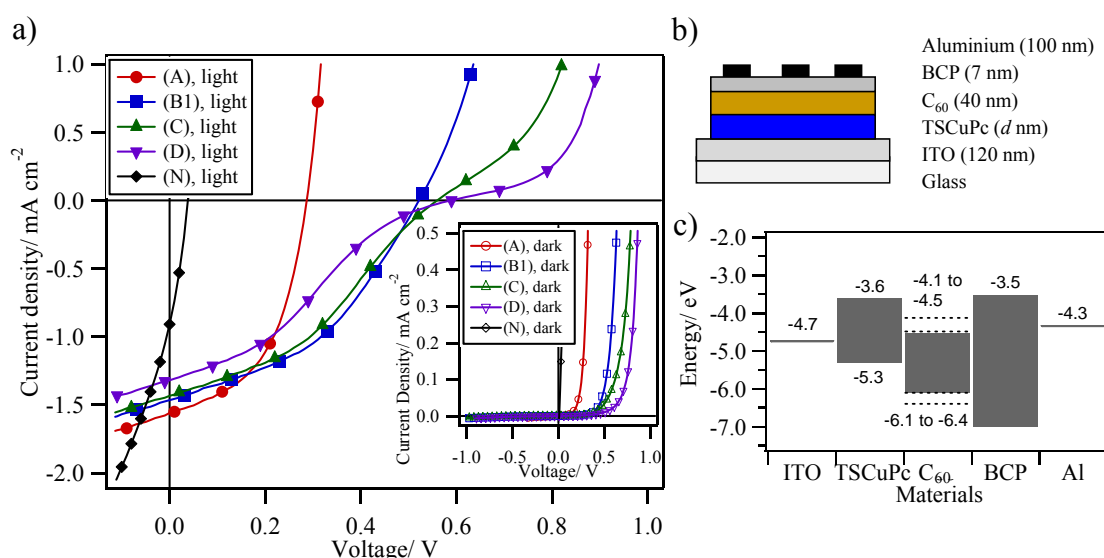 a)
Current density/ mA cm⁻²
1.0
0.5
0.0
-0.5
-1.0
-1.5
-2.0
(A), light
(B1), light
(C), light
(D), light
(N), light
0.0 0.2 0.4 0.6 0.8 1.0
Voltage/ V
Current Density/ mA cm⁻²
0.5
0.4
0.3
0.2
0.1
0.0
(A), dark
(B1), dark
(C), dark
(D), dark
(N), dark
-1.0 -0.5 0.0 0.5 1.0
Voltage/ V
b)
Aluminium (100 nm)
BCP (7 nm)
C₆₀ (40 nm)
TSCuPc (d nm)
ITO (120 nm)
Glass
c)
Energy/ eV
-2.0
-3.0
-4.0
-5.0
-6.0
-7.0
-4.7
-3.6
-5.3
-4.1 to
-4.5
-6.1 to -6.4
-3.5
-4.3
ITO TSCuPc C₆₀ BCP Al
Materials